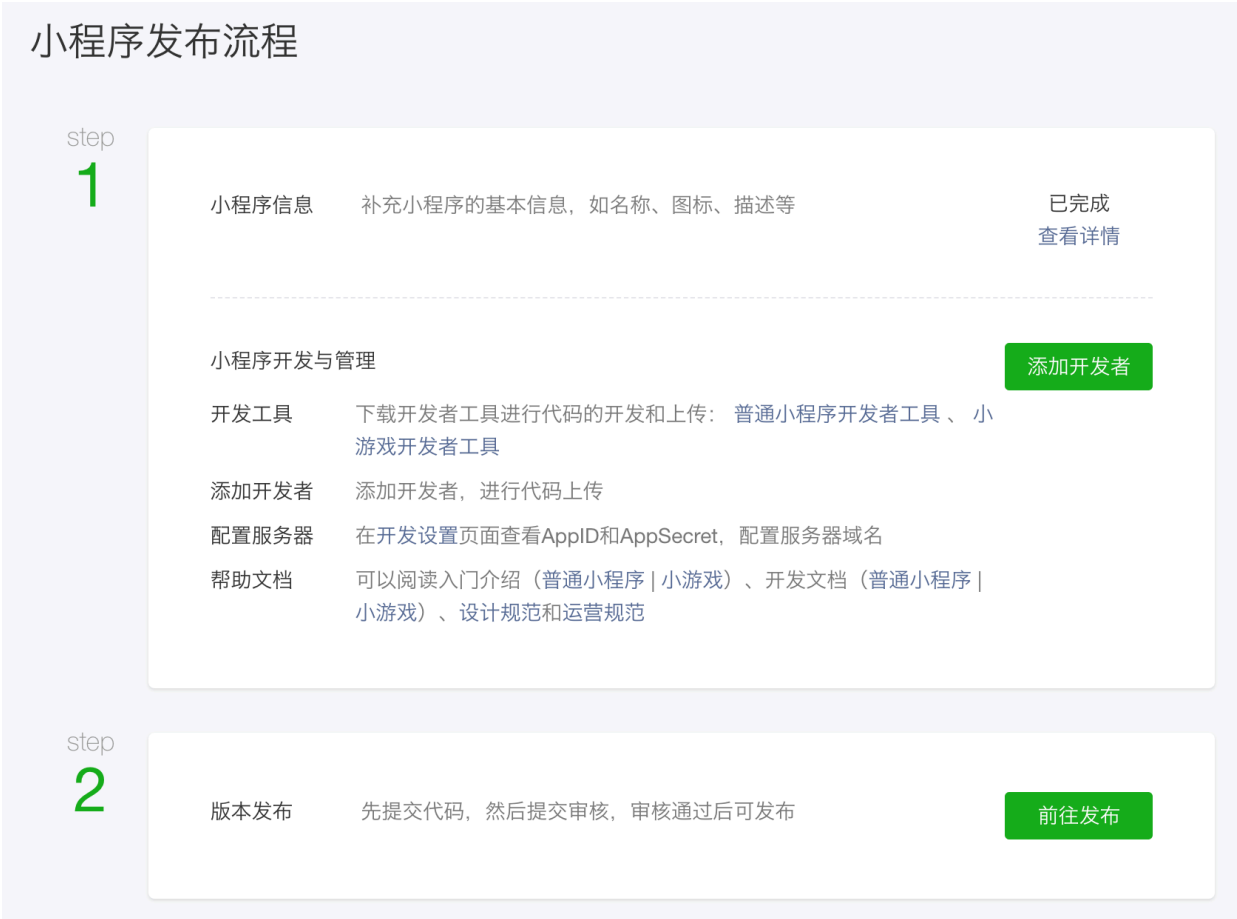 小程序发布流程
step
1
小程序信息 补充小程序的基本信息，如名称、图标、描述等 已完成
查看详情
小程序开发与管理 添加开发者
开发工具 下载开发者工具进行代码的开发和上传： 普通小程序开发者工具 、 小
游戏开发者工具
添加开发者 添加开发者，进行代码上传
配置服务器 在开发设置页面查看AppID和AppSecret，配置服务器域名
帮助文档 可以阅读入门介绍（普通小程序 | 小游戏）、开发文档（普通小程序 |
小游戏）、设计规范和运营规范
step
2
版本发布 先提交代码，然后提交审核，审核通过后可发布 前往发布